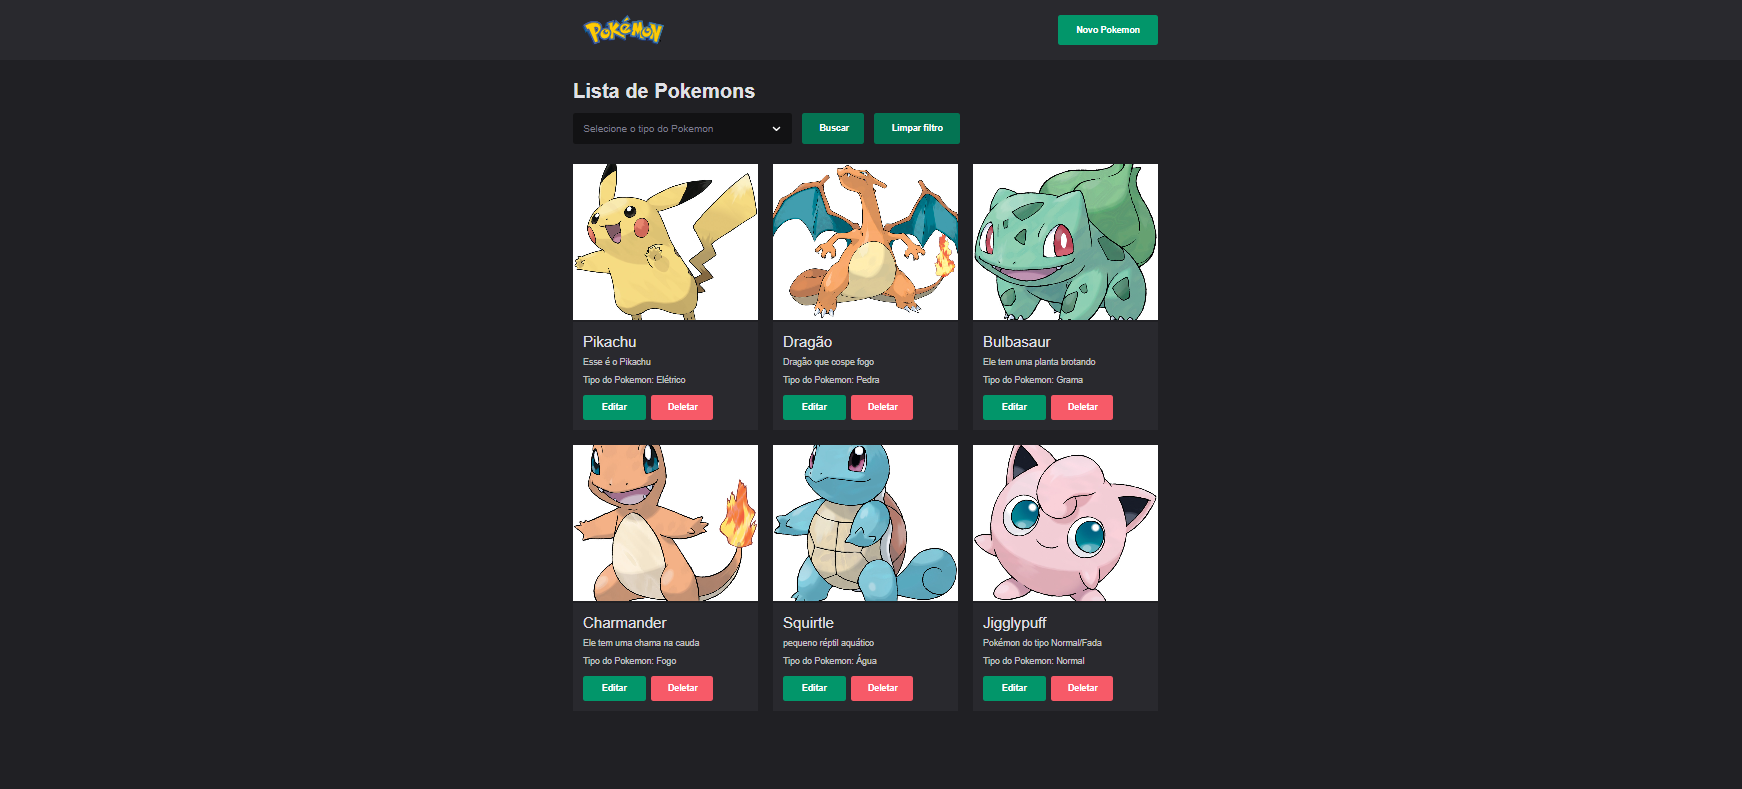 POKéMON
Novo Pokemon
Lista de Pokemons
Selecione o tipo do Pokemon
Buscar
Limpar filtro
Pikachu
Esse é o Pikachu
Tipo do Pokemon: Elétrico
Editar
Deletar
Dragão
Dragão que cospe fogo
Tipo do Pokemon: Pedra
Editar
Deletar
Bulbasaur
Ele tem uma planta brotando
Tipo do Pokemon: Grama
Editar
Deletar
Charmander
Ele tem uma chama na cauda
Tipo do Pokemon: Fogo
Editar
Deletar
Squirtle
pequeno réptil aquático
Tipo do Pokemon: Água
Editar
Deletar
Jigglypuff
Pokémon do tipo Normal/Fada
Tipo do Pokemon: Normal
Editar
Deletar